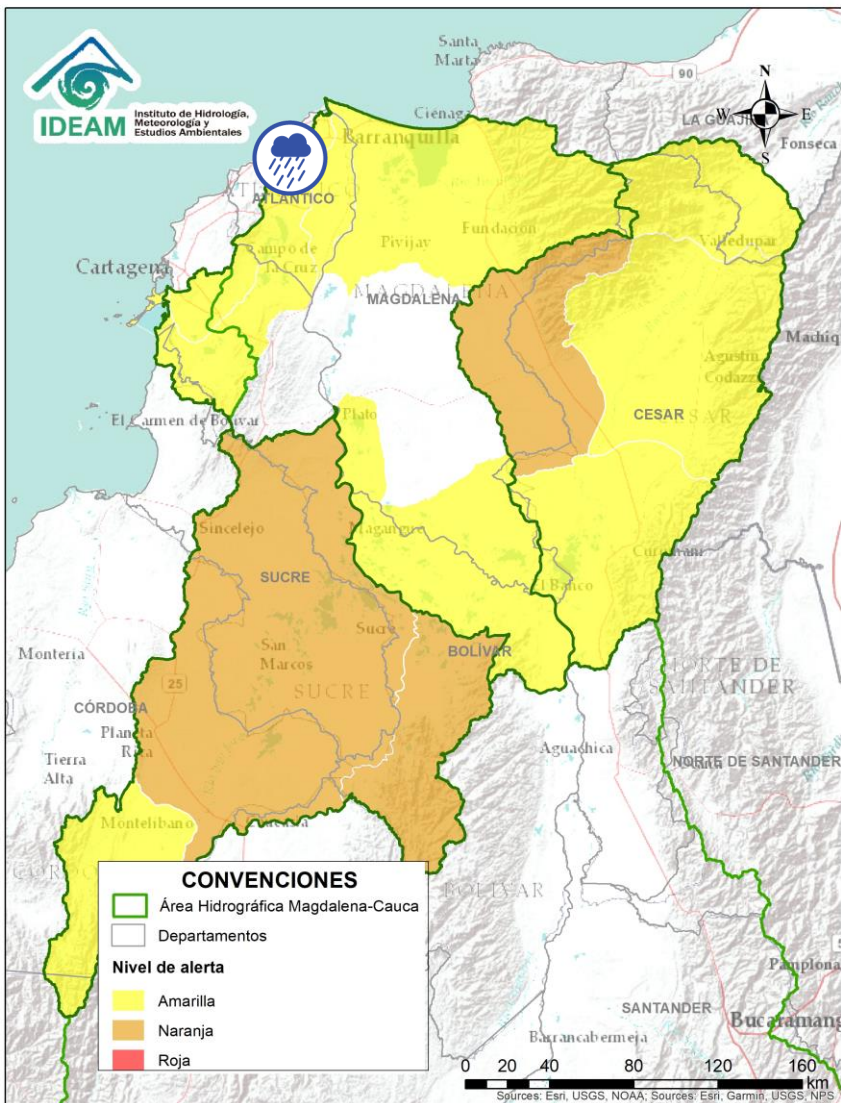 Santa
Marta
90
N
W
E
S
LA GUAJIRA
Ciénaga
Fonseca
IDEAM
Instituto de Hidrología,
Meteorología y
Estudios Ambientales
Barranquilla
ATLÁNTICO
Valledupar
Campo de
la Cruz
Pivijay
Fundación
Cartagena
MAGDALENA
MAGDALENA
Agustín
Codazzi
El Carmen de Bolívar
Plato
CESAR
Sincelejo
Magangué
SUCRE
El Banco
Sucre
San
Marcos
BOLÍVAR
Montería
SUCRE
25
CÓRDOBA
NORTE DE
SANTANDER
Planeta
Rica
Tierra
Alta
Aguachica
NORTE DE SANTANDER
Montelíbano
BOLÍVAR
CONVENCIONES
Área Hidrográfica Magdalena-Cauca
Departamentos
Nivel de alerta
Amarilla
Naranja
Roja
Pamplona
SANTANDER
Bucaramang
Barrancabermeja
0 20 40 80 120 160
km
Sources: Esri, USGS, NOAA; Sources: Esri, Garmin, USGS, NPS